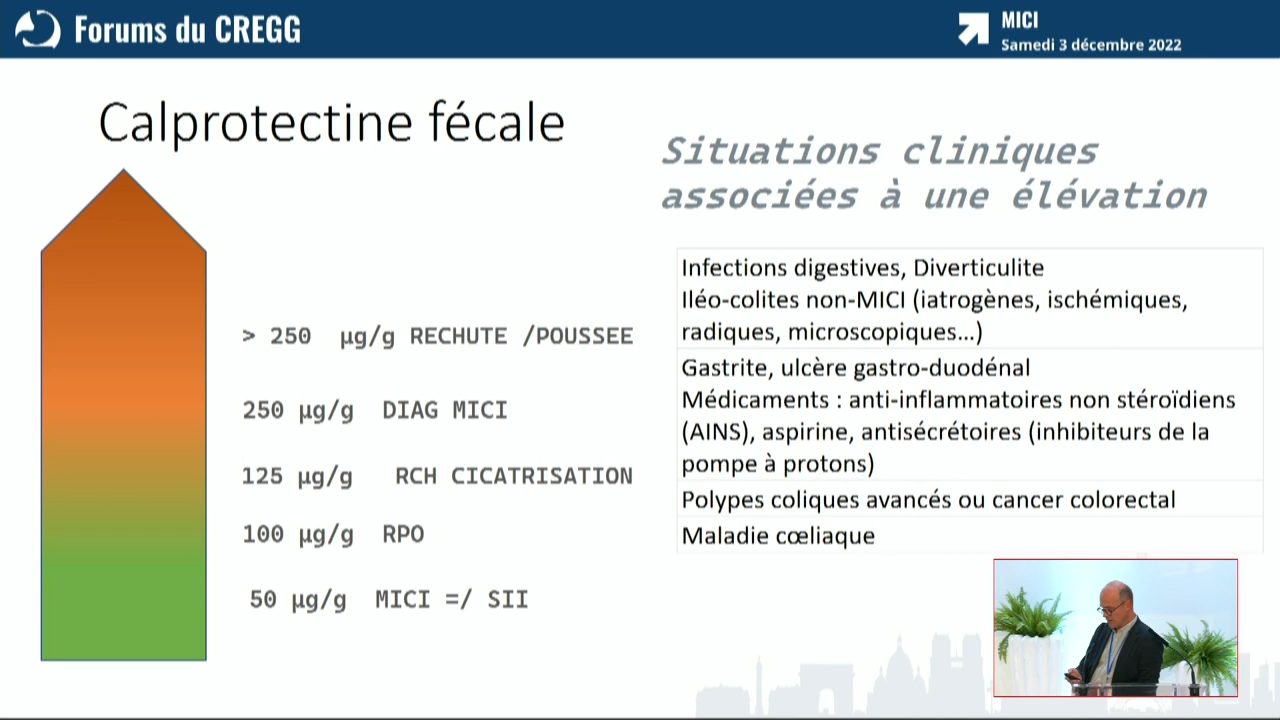 Forums du CREGG
MICI
Samedi 3 décembre 2022
Calprotectine fécale
Situations cliniques
associées à une élévation
> 250 µg/g RECHUTE /POUSSEE
250 µg/g DIAG MICI
125 µg/g RCH CICATRISATION
100 µg/g RPO
50 µg/g MICI =/ SII
Infections digestives, Diverticulite
Iléo-colites non-MICI (iatrogènes, ischémiques,
radiques, microscopiques…)
Gastrite, ulcère gastro-duodénal
Médicaments : anti-inflammatoires non stéroïdiens
(AINS), aspirine, antisécrétoires (inhibiteurs de la
pompe à protons)
Polypes coliques avancés ou cancer colorectal
Maladie cœliaque